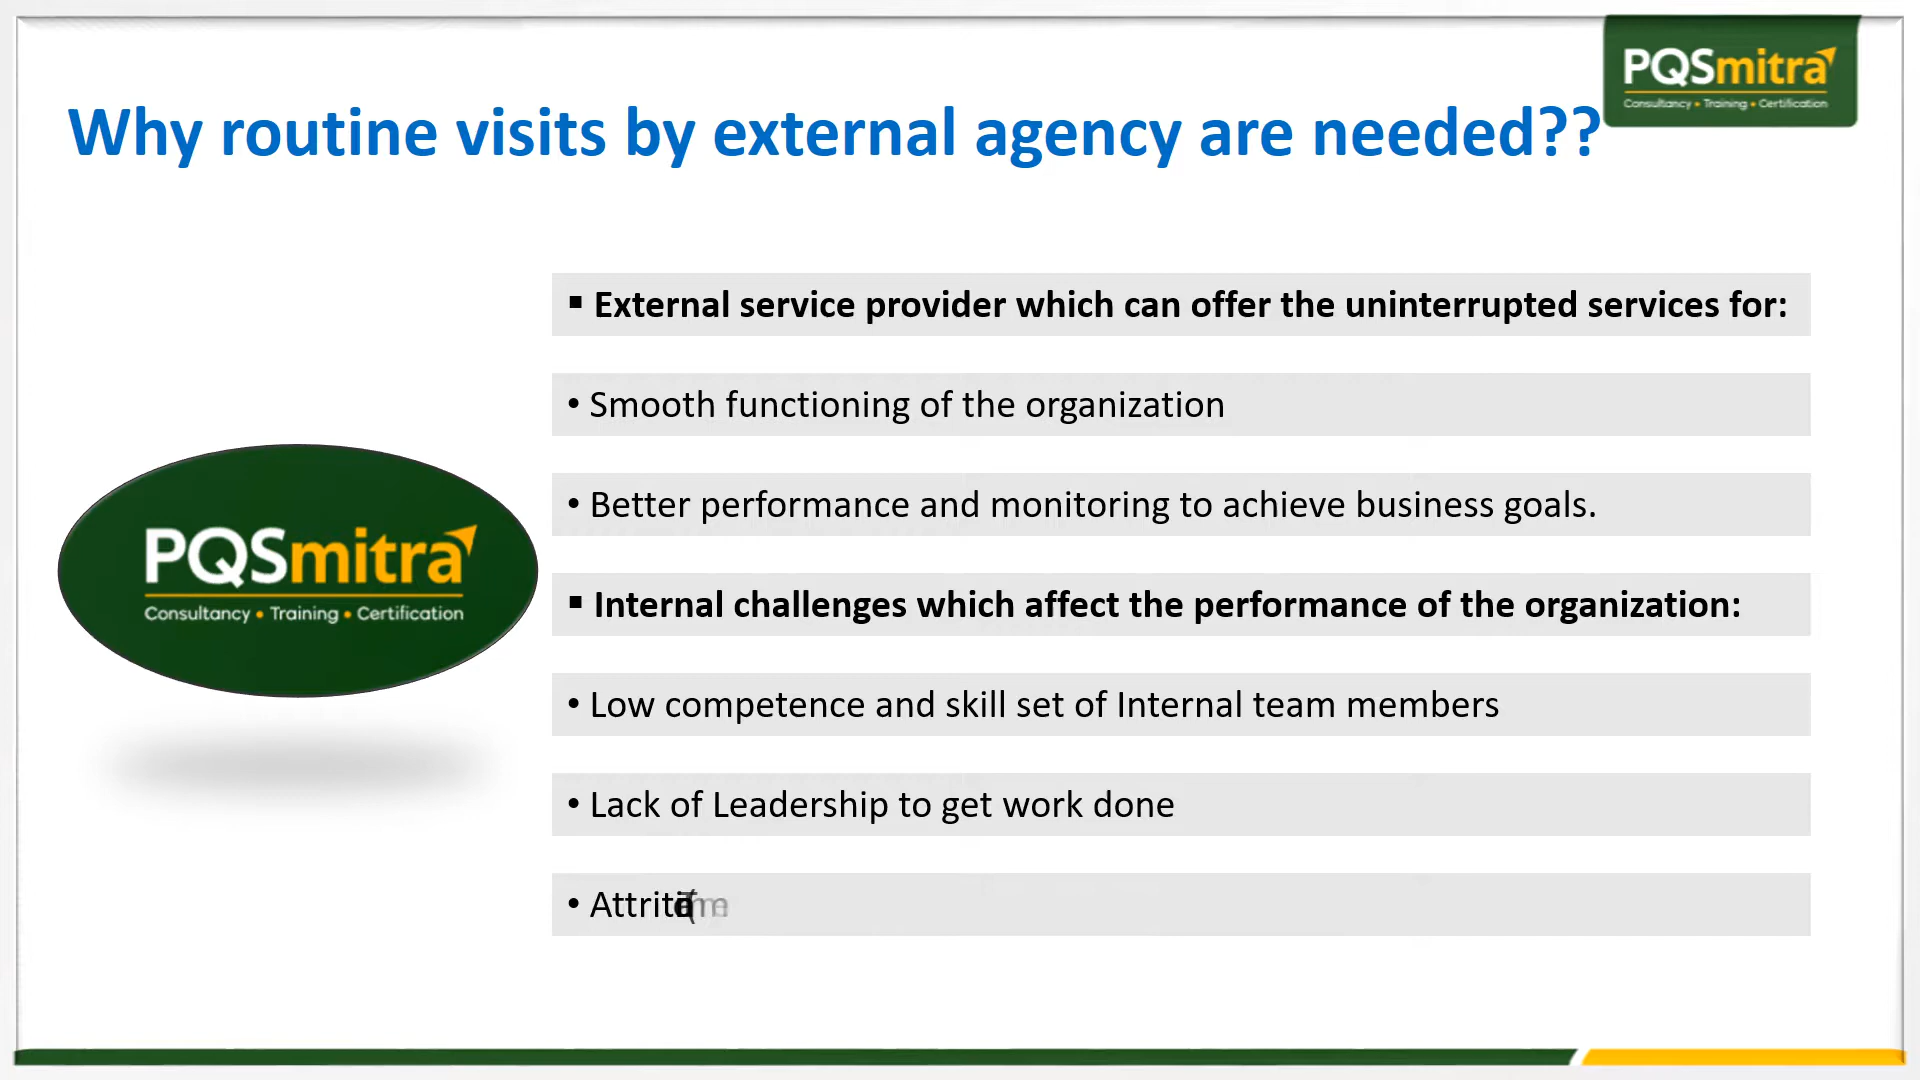 PQSmitra
Consultancy • Training • Certification
Why routine visits by external agency are needed??
▪ External service provider which can offer the uninterrupted services for:
• Smooth functioning of the organization
• Better performance and monitoring to achieve business goals.
▪ Internal challenges which affect the performance of the organization:
• Low competence and skill set of Internal team members
• Lack of Leadership to get work done
PQSmitra
Consultancy • Training • Certification